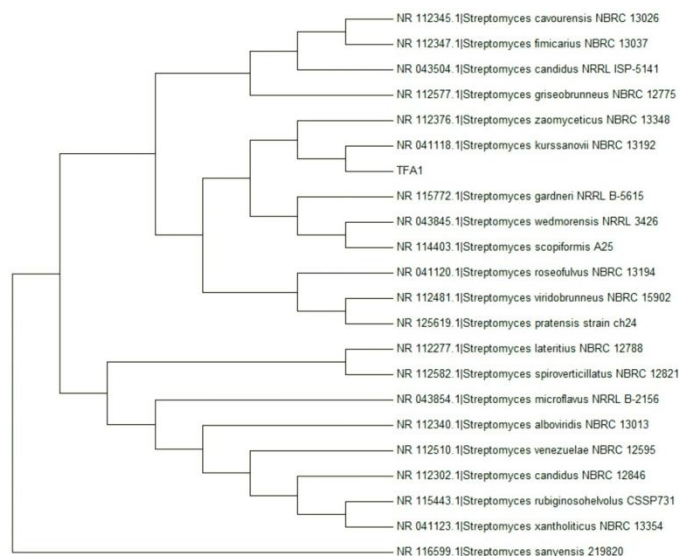 NR 112345.1|Streptomyces cavourensis NBRC 13026
NR 112347.1|Streptomyces fimicarius NBRC 13037
NR 043504.1|Streptomyces candidus NRRL ISP-5141
NR 112577.1|Streptomyces griseobrunneus NBRC 12775
NR 112376.1|Streptomyces zaomyceticus NBRC 13348
NR 041118.1|Streptomyces kurssanovii NBRC 13192
TFA1
NR 115772.1|Streptomyces gardneri NRRL B-5615
NR 043845.1|Streptomyces wedmorensis NRRL 3426
NR 114403.1|Streptomyces scopiformis A25
NR 041120.1|Streptomyces roseofulvus NBRC 13194
NR 112481.1|Streptomyces viridobrunneus NBRC 15902
NR 125619.1|Streptomyces pratensis strain ch24
NR 112277.1|Streptomyces lateritius NBRC 12788
NR 112582.1|Streptomyces spiroverticillatus NBRC 12821
NR 043854.1|Streptomyces microflavus NRRL B-2156
NR 112340.1|Streptomyces alboviridis NBRC 13013
NR 112510.1|Streptomyces venezuelae NBRC 12595
NR 112302.1|Streptomyces candidus NBRC 12846
NR 115443.1|Streptomyces rubiginosohelvolus CSSP731
NR 041123.1|Streptomyces xantholiticus NBRC 13354
NR 116599.1|Streptomyces sanyensis 219820